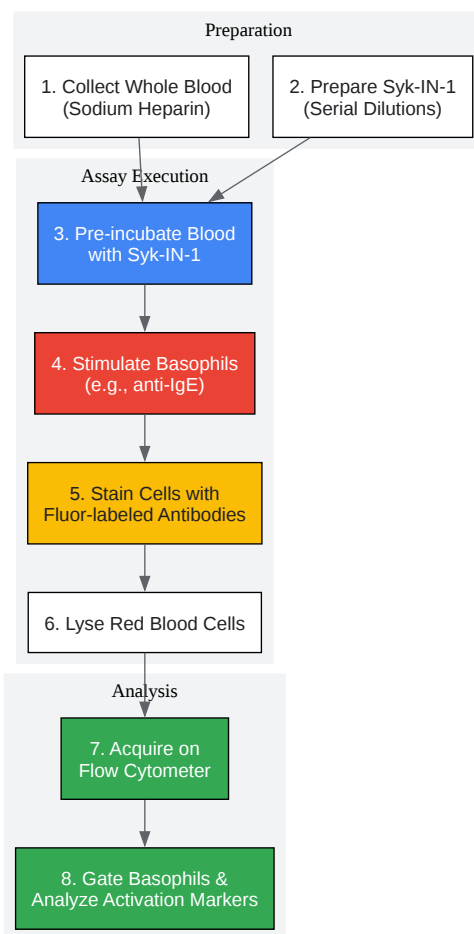 Preparation
1. Collect Whole Blood
(Sodium Heparin)
2. Prepare Syk-IN-1
(Serial Dilutions)
Assay Execution
3. Pre-incubate Blood
with Syk-IN-1
4. Stimulate Basophils
(e.g., anti-IgE)
5. Stain Cells with
Fluor-labeled Antibodies
6. Lyse Red Blood Cells
Analysis
7. Acquire on
Flow Cytometer
8. Gate Basophils &
Analyze Activation Markers